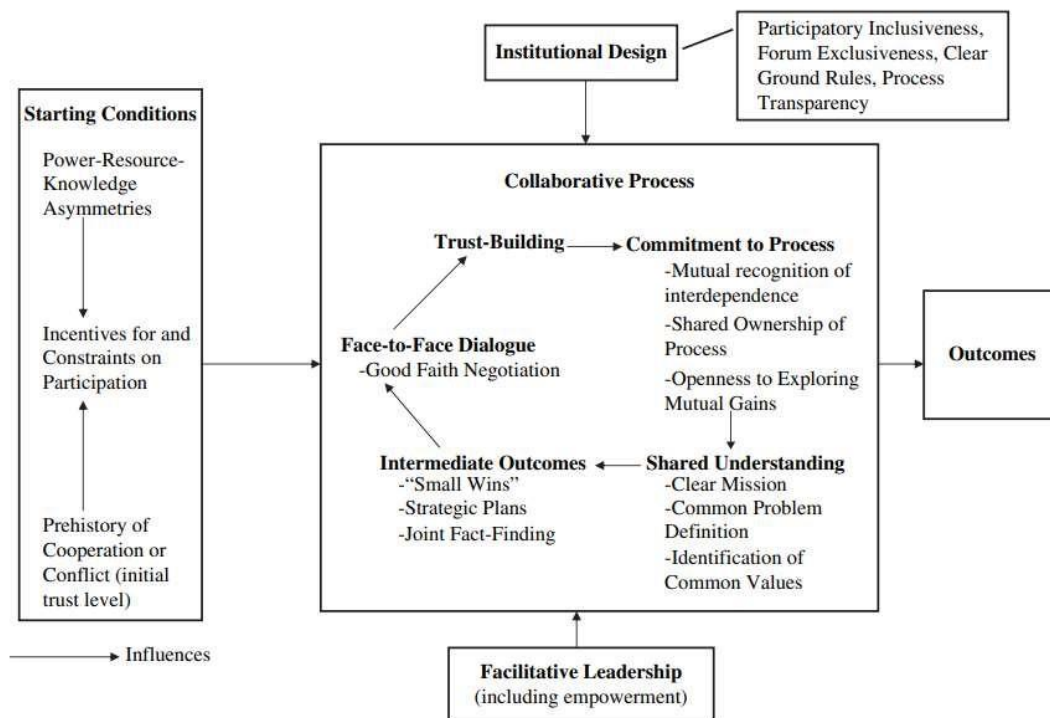 Institutional Design
Participatory Inclusiveness,
Forum Exclusiveness, Clear
Ground Rules, Process
Transparency
Starting Conditions
Power-Resource-
Knowledge
Asymmetries
Incentives for and
Constraints on
Participation
Prehistory of
Cooperation or
Conflict (initial
trust level)
Influences
Collaborative Process
Trust-Building
Commitment to Process
-Mutual recognition of
interdependence
-Shared Ownership of
Process
-Openness to Exploring
Mutual Gains
Face-to-Face Dialogue
-Good Faith Negotiation
Intermediate Outcomes
-“Small Wins”
-Strategic Plans
-Joint Fact-Finding
Shared Understanding
-Clear Mission
-Common Problem
Definition
-Identification of
Common Values
Outcomes
Facilitative Leadership
(including empowerment)